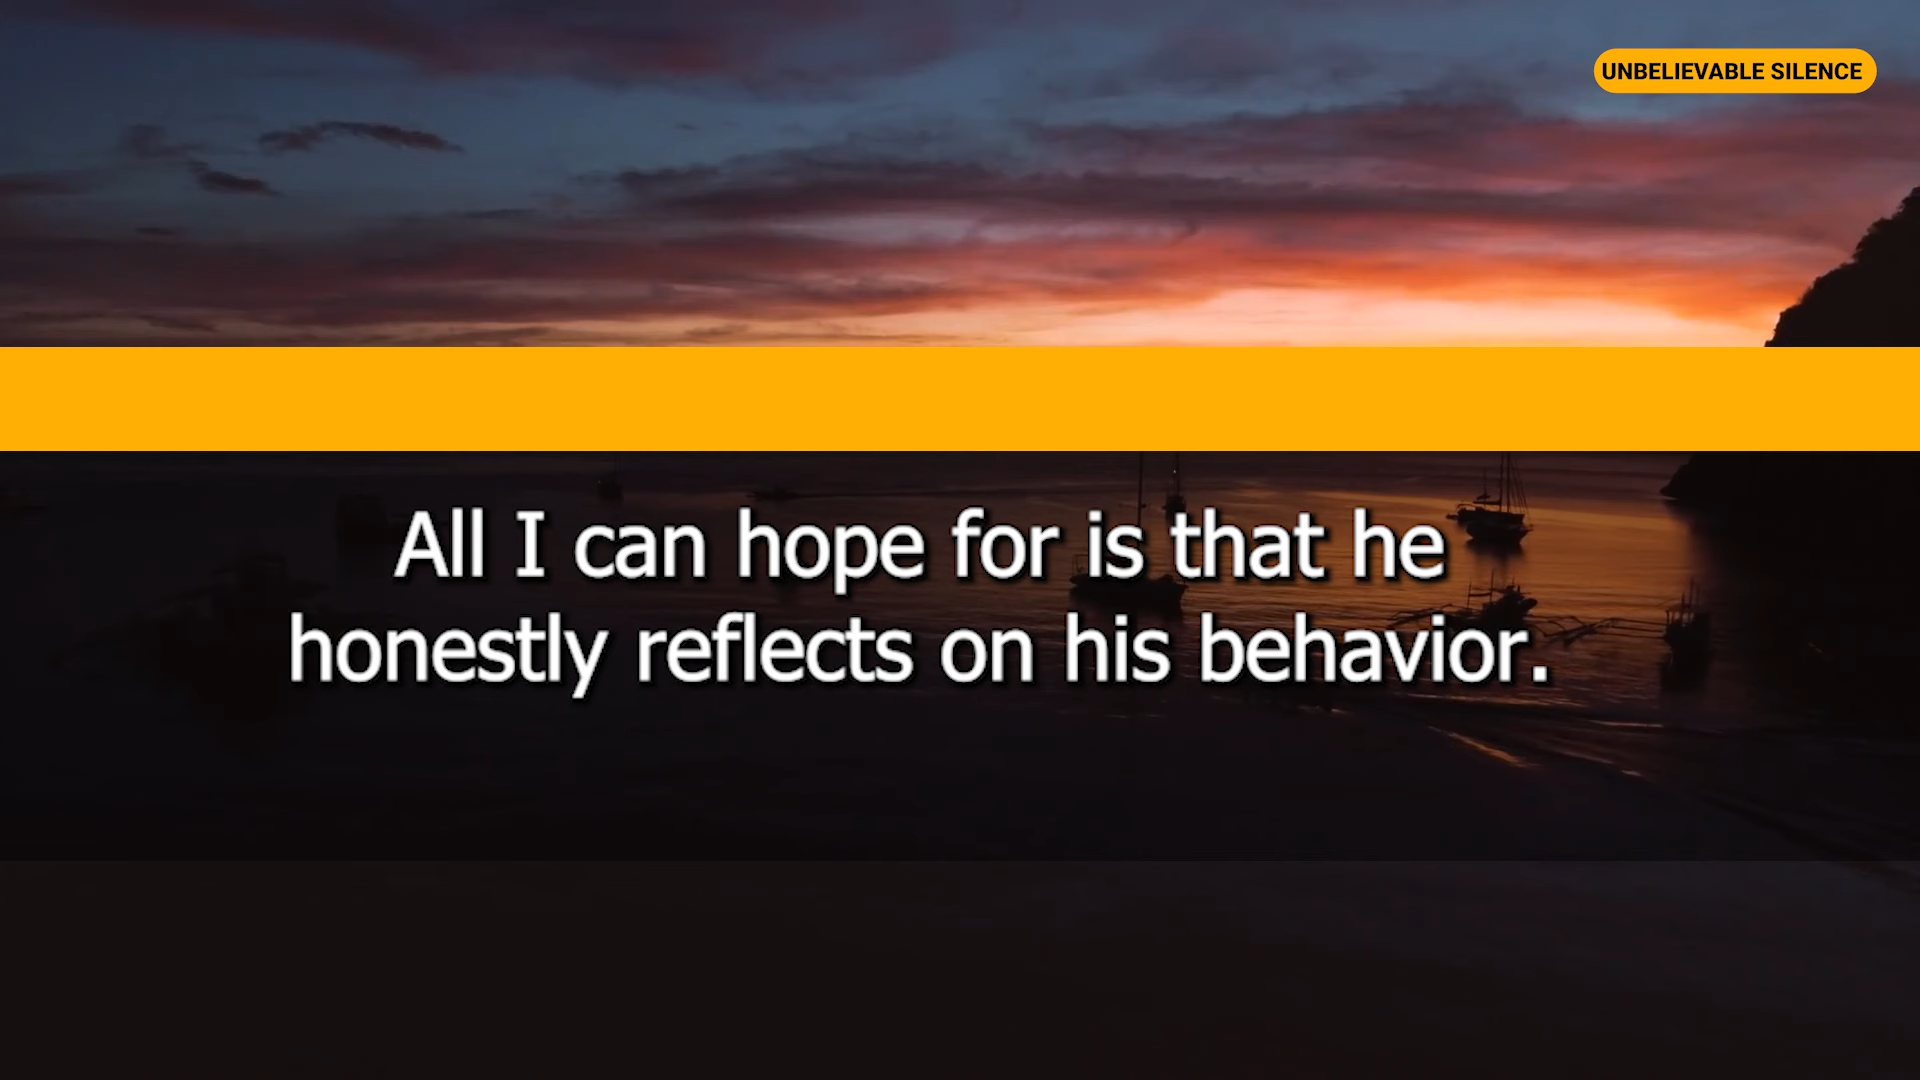 UNBELIEVABLE SILENCE
All I can hope for is that he
honestly reflects on his behavior.